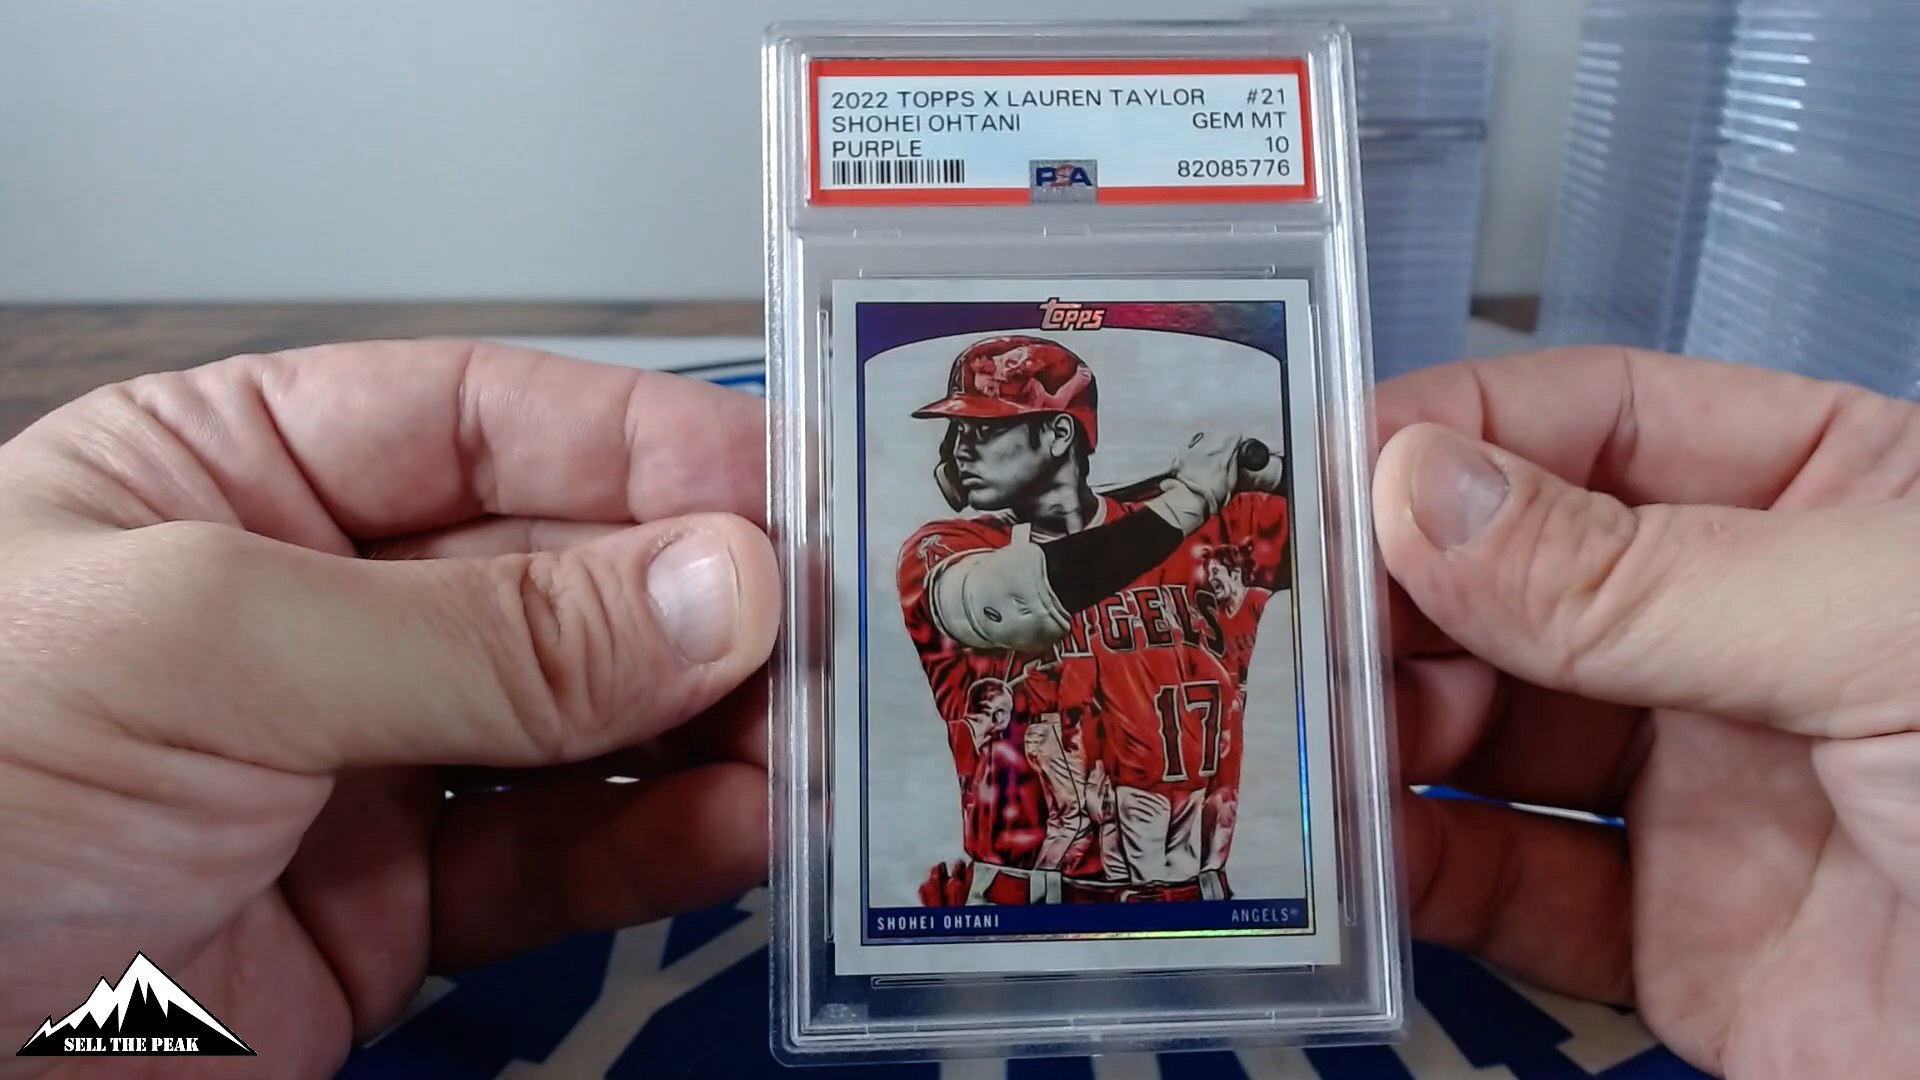 2022 TOPPS X LAUREN TAYLOR #21
SHOHEI OHTANI GEM MT
PURPLE 10
PSA 82085776
topps
ANGELS
17
SHOHEI OHTANI ANGELS®
SELL THE PEAK